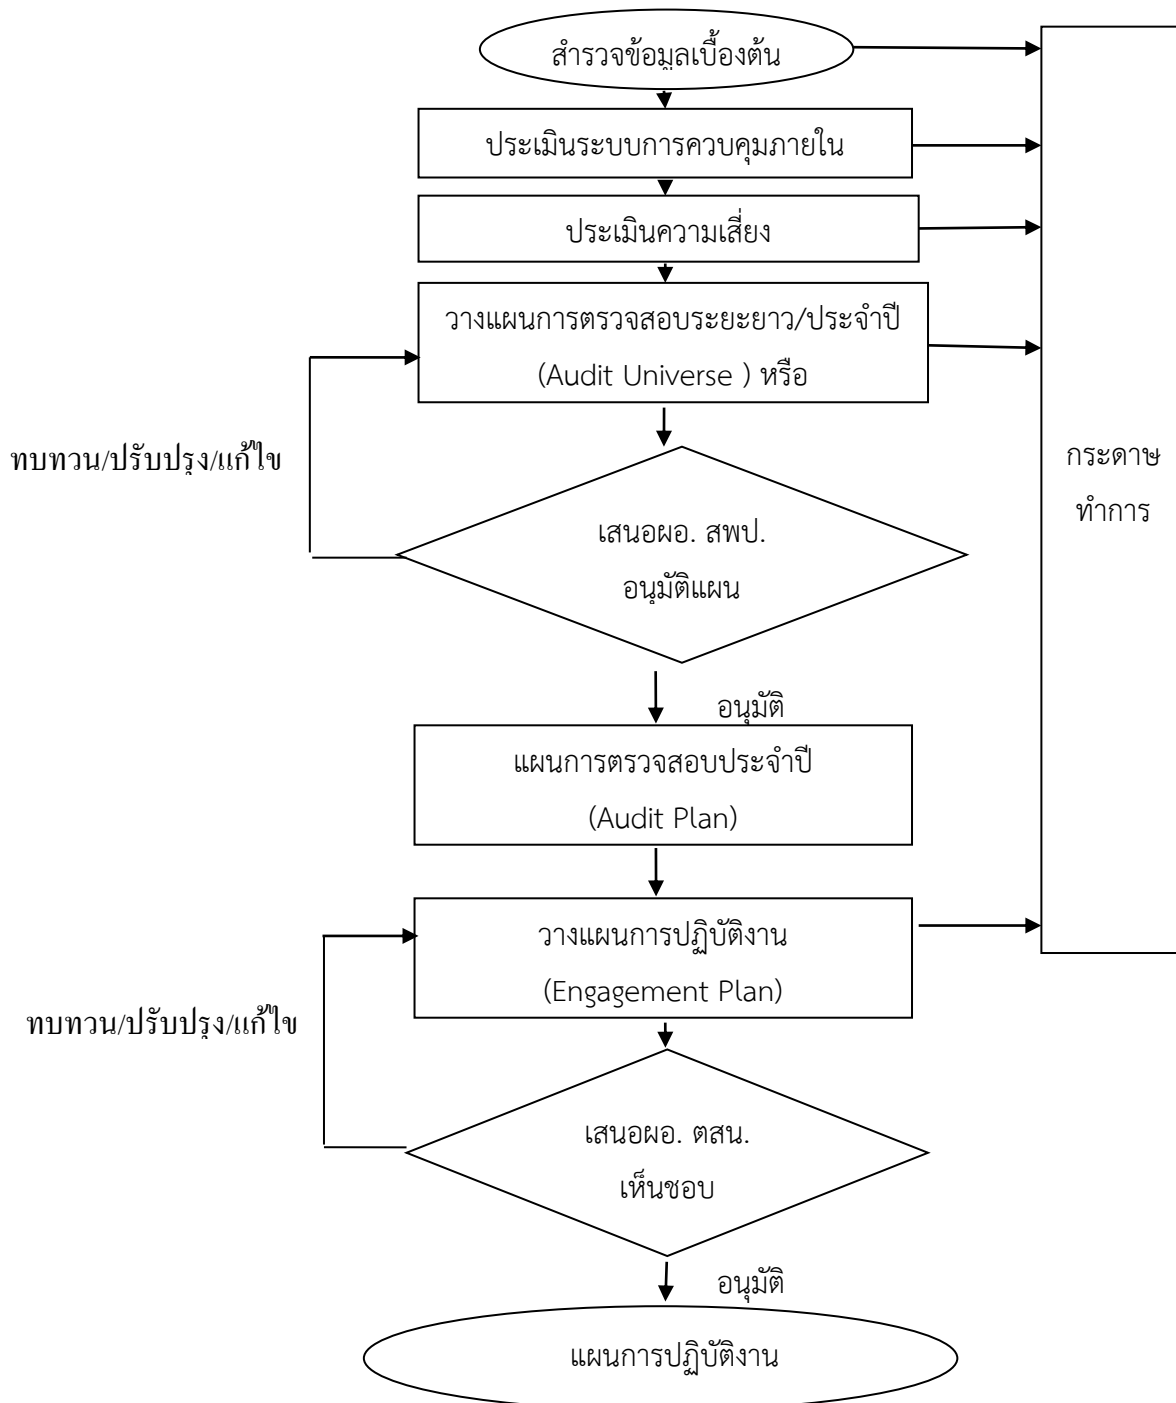 สำรวจข้อมูลเบื้องต้น
ประเมินระบบการควบคุมภายใน
ประเมินความเสี่ยง
วางแผนการตรวจสอบระยะยาว/ประจำปี
(Audit Universe ) หรือ
ทบทวน/ปรับปรุง/แก้ไข
กระดาษ
ทำการ
เสนอผอ. สพป.
อนุมัติแผน
อนุมัติ
แผนการตรวจสอบประจำปี
(Audit Plan)
วางแผนการปฏิบัติงาน
(Engagement Plan)
ทบทวน/ปรับปรุง/แก้ไข
เสนอผอ. ตสน.
เห็นชอบ
อนุมัติ
แผนการปฏิบัติงาน